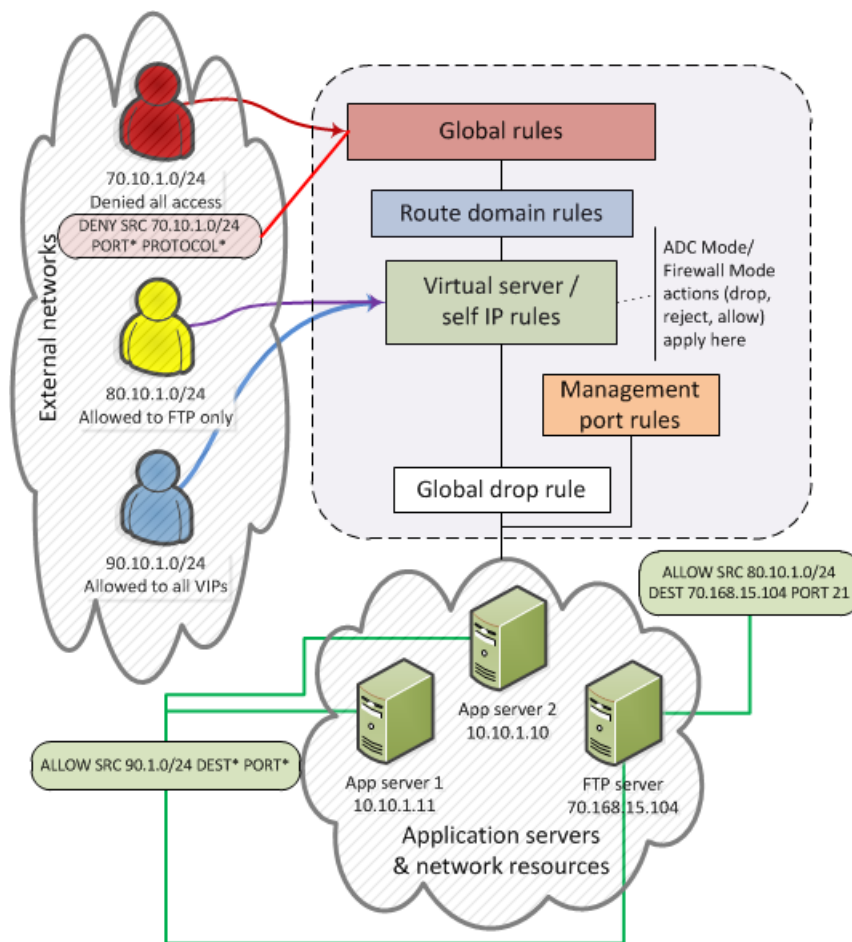 External networks
70.10.1.0/24
Denied all access
DENY SRC 70.10.1.0/24
PORT* PROTOCOL*
80.10.1.0/24
Allowed to FTP only
90.10.1.0/24
Allowed to all VIPs
Global rules
Route domain rules
Virtual server /
self IP rules
ADC Mode/
Firewall Mode
actions (drop,
reject, allow)
apply here
Management
port rules
Global drop rule
ALLOW SRC 80.10.1.0/24
DEST 70.168.15.104 PORT 21
App server 2
10.10.1.10
App server 1
10.10.1.11
FTP server
70.168.15.104
ALLOW SRC 90.1.0/24 DEST* PORT*
Application servers
& network resources